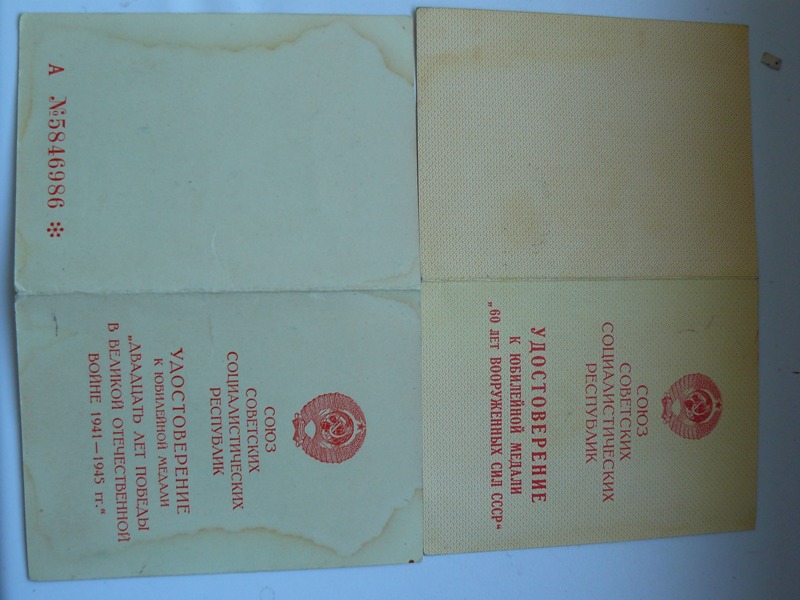 А №5846986
СОЮЗ
СОВЕТСКИХ
СОЦИАЛИСТИЧЕСКИХ
РЕСПУБЛИК
УДОСТОВЕРЕНИЕ
К ЮБИЛЕЙНОЙ МЕДАЛИ
„ДВАДЦАТЬ ЛЕТ ПОБЕДЫ
В ВЕЛИКОЙ ОТЕЧЕСТВЕННОЙ
ВОЙНЕ 1941—1945 гг.“
СОЮЗ
СОВЕТСКИХ
СОЦИАЛИСТИЧЕСКИХ
РЕСПУБЛИК
УДОСТОВЕРЕНИЕ
К ЮБИЛЕЙНОЙ МЕДАЛИ
„60 ЛЕТ ВООРУЖЕННЫХ СИЛ СССР“